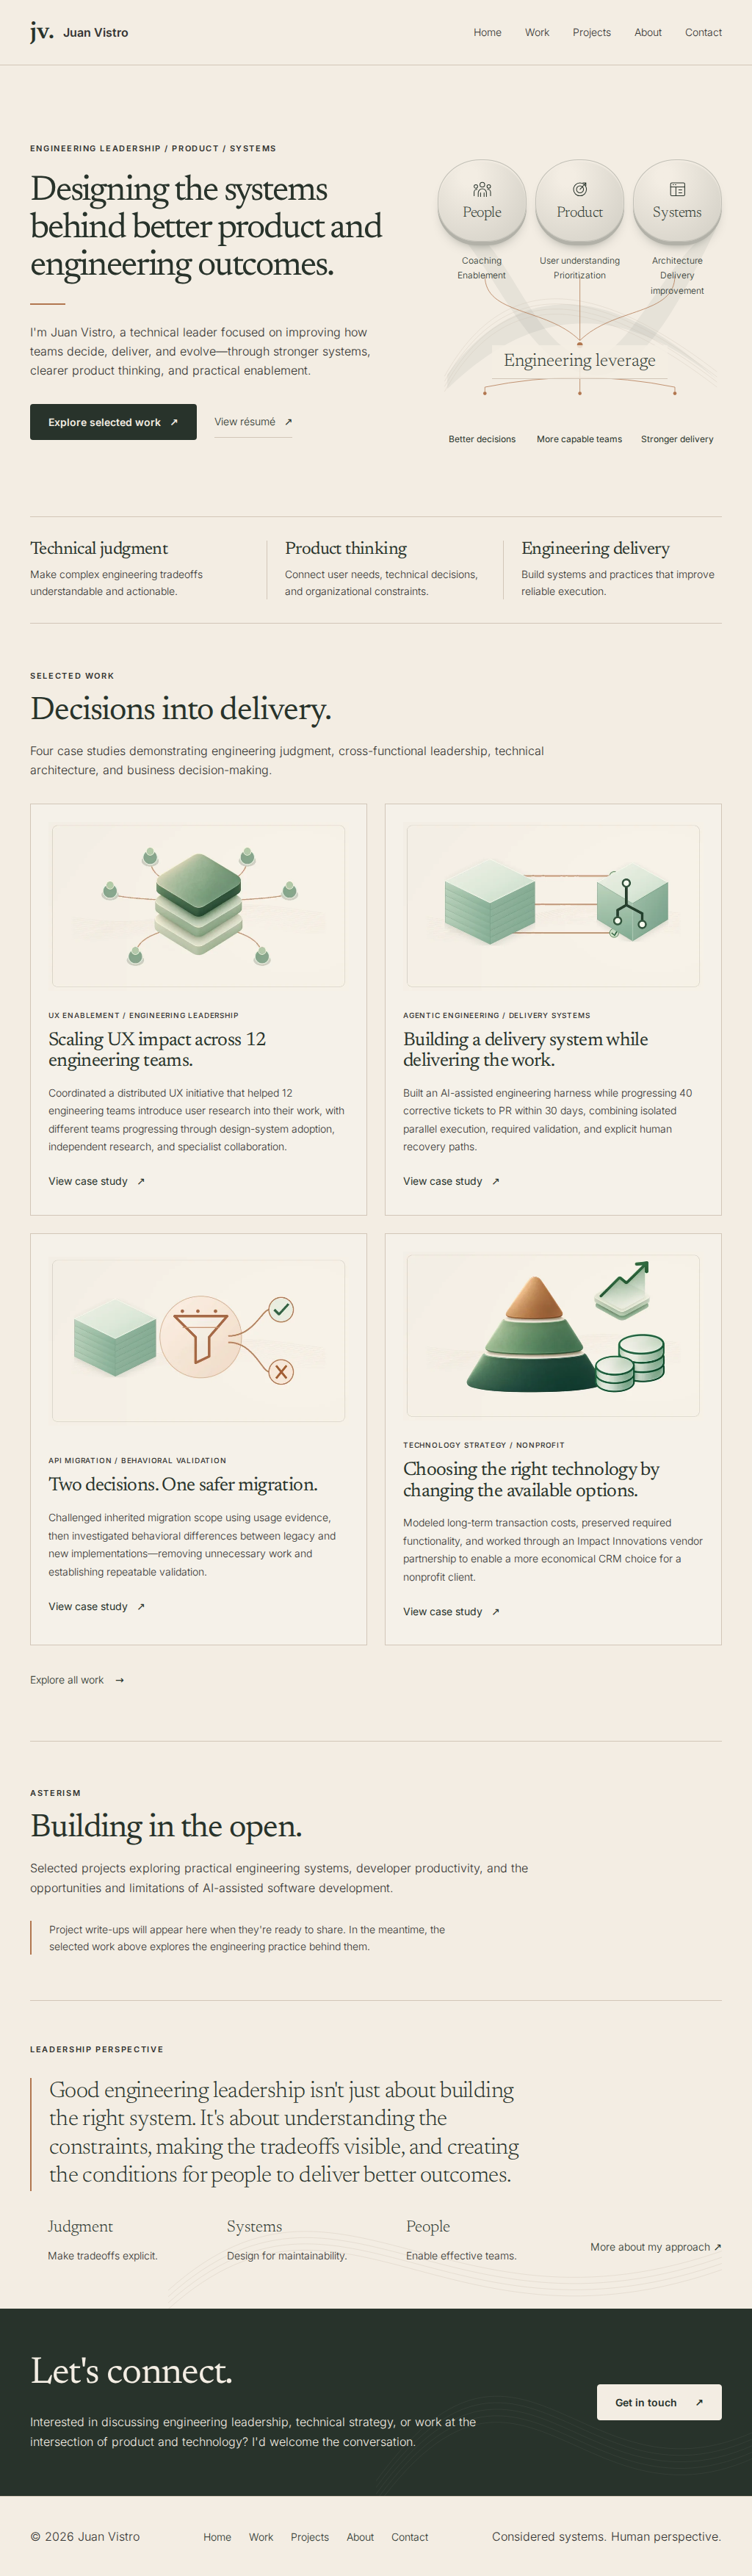 jv. Juan Vistro
Home Work Projects About Contact
ENGINEERING LEADERSHIP / PRODUCT / SYSTEMS
Designing the systems
behind better product and
engineering outcomes.
I'm Juan Vistro, a technical leader focused on improving how
teams decide, deliver, and evolve—through stronger systems,
clearer product thinking, and practical enablement.
Explore selected work ↗
View résumé ↗
People
Product
Systems
Coaching
Enablement
User understanding
Prioritization
Architecture
Delivery
improvement
Engineering leverage
Better decisions
More capable teams
Stronger delivery
Technical judgment
Make complex engineering tradeoffs
understandable and actionable.
Product thinking
Connect user needs, technical decisions,
and organizational constraints.
Engineering delivery
Build systems and practices that improve
reliable execution.
SELECTED WORK
Decisions into delivery.
Four case studies demonstrating engineering judgment, cross-functional leadership, technical
architecture, and business decision-making.
UX ENABLEMENT / ENGINEERING LEADERSHIP
Scaling UX impact across 12
engineering teams.
Coordinated a distributed UX initiative that helped 12
engineering teams introduce user research into their work, with
different teams progressing through design-system adoption,
independent research, and specialist collaboration.
View case study ↗
AGENTIC ENGINEERING / DELIVERY SYSTEMS
Building a delivery system while
delivering the work.
Built an AI-assisted engineering harness while progressing 40
corrective tickets to PR within 30 days, combining isolated
parallel execution, required validation, and explicit human
recovery paths.
View case study ↗
API MIGRATION / BEHAVIORAL VALIDATION
Two decisions. One safer migration.
Challenged inherited migration scope using usage evidence,
then investigated behavioral differences between legacy and
new implementations—removing unnecessary work and
establishing repeatable validation.
View case study ↗
TECHNOLOGY STRATEGY / NONPROFIT
Choosing the right technology by
changing the available options.
Modeled long-term transaction costs, preserved required
functionality, and worked through an Impact Innovations vendor
partnership to enable a more economical CRM choice for a
nonprofit client.
View case study ↗
Explore all work →
ASTERISM
Building in the open.
Selected projects exploring practical engineering systems, developer productivity, and the
opportunities and limitations of AI-assisted software development.
Project write-ups will appear here when they're ready to share. In the meantime, the
selected work above explores the engineering practice behind them.
LEADERSHIP PERSPECTIVE
Good engineering leadership isn't just about building
the right system. It's about understanding the
constraints, making the tradeoffs visible, and creating
the conditions for people to deliver better outcomes.
Judgment
Make tradeoffs explicit.
Systems
Design for maintainability.
People
Enable effective teams.
More about my approach ↗
Let's connect.
Interested in discussing engineering leadership, technical strategy, or work at the
intersection of product and technology? I'd welcome the conversation.
Get in touch ↗
© 2026 Juan Vistro
Home Work Projects About Contact
Considered systems. Human perspective.